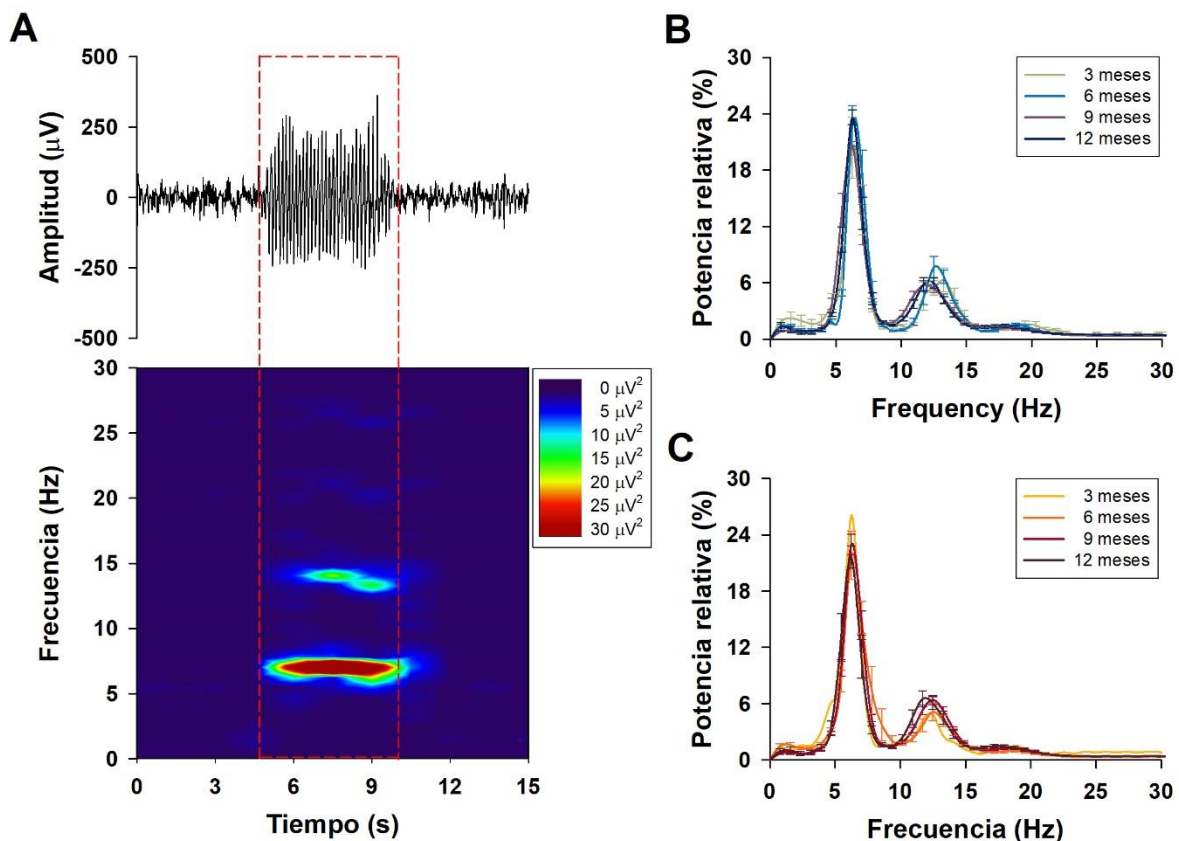 A
Amplitud (μV)
500
250
0
-250
-500
Frecuencia (Hz)
30
25
20
15
10
5
0
0 3 6 9 12 15
Tiempo (s)
0 μV²
5 μV²
10 μV²
15 μV²
20 μV²
25 μV²
30 μV²
B
Potencia relativa (%)
30
24
18
12
6
0
0 5 10 15 20 25 30
Frequency (Hz)
3 meses
6 meses
9 meses
12 meses
C
Potencia relativa (%)
30
24
18
12
6
0
0 5 10 15 20 25 30
Frecuencia (Hz)
3 meses
6 meses
9 meses
12 meses